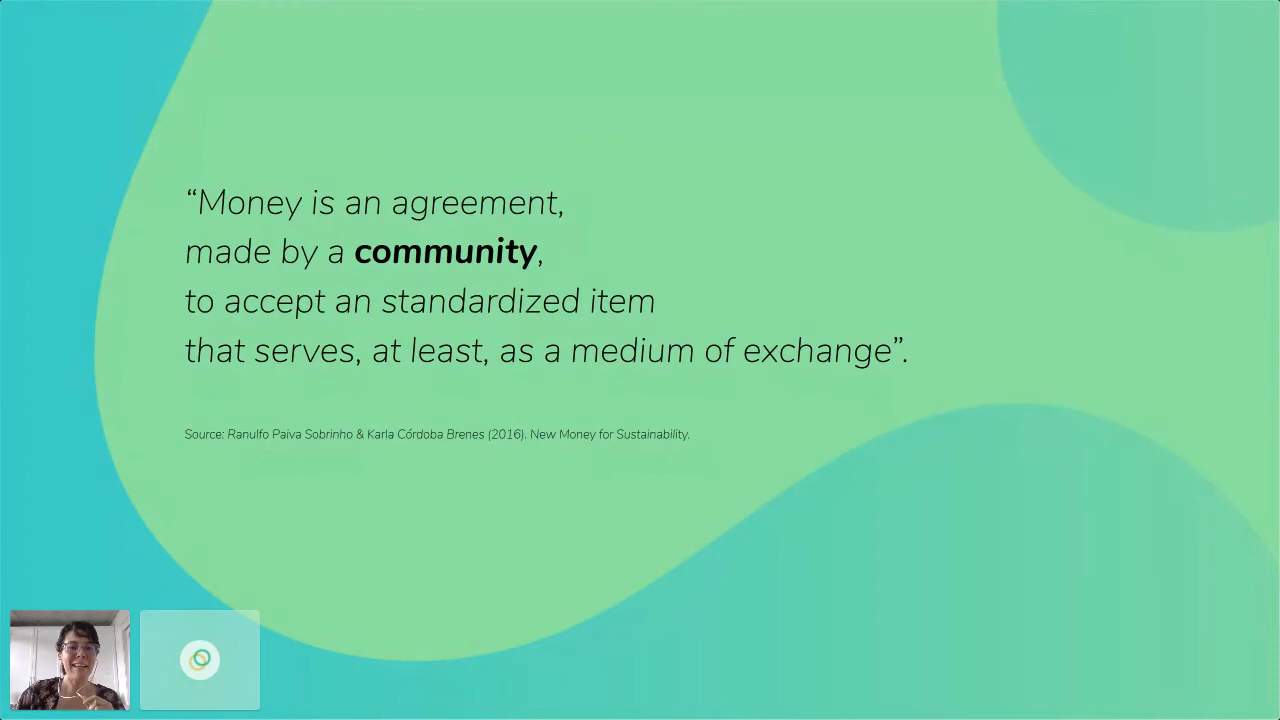 “Money is an agreement,
made by a community,
to accept an standardized item
that serves, at least, as a medium of exchange”.
Source: Ranulfo Paiva Sobrinho & Karla Córdoba Brenes (2016). New Money for Sustainability.